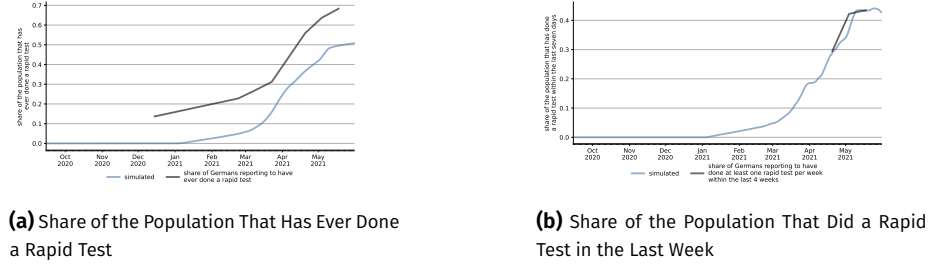 0.7
0.6
0.5
0.4
0.3
0.2
0.1
0.0
share of the population that has
ever done a rapid test
Oct
2020
Nov
2020
Dec
2020
Jan
2021
Feb
2021
Mar
2021
Apr
2021
May
2021
simulated
share of Germans reporting to have
ever done a rapid test
(a) Share of the Population That Has Ever Done
a Rapid Test
0.4
0.3
0.2
0.1
0.0
share of the population that has done
a rapid test within the last seven days
Oct
2020
Nov
2020
Dec
2020
Jan
2021
Feb
2021
Mar
2021
Apr
2021
May
2021
simulated
share of Germans reporting to have
done at least one rapid test per week
within the last 4 weeks
(b) Share of the Population That Did a Rapid
Test in the Last Week